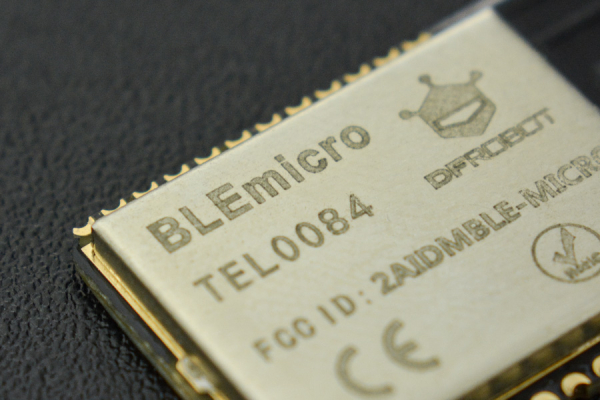 BLEmicro
DFROBOT
TEL0084
FCC ID: 2AIDMBLE-MICRO
CE